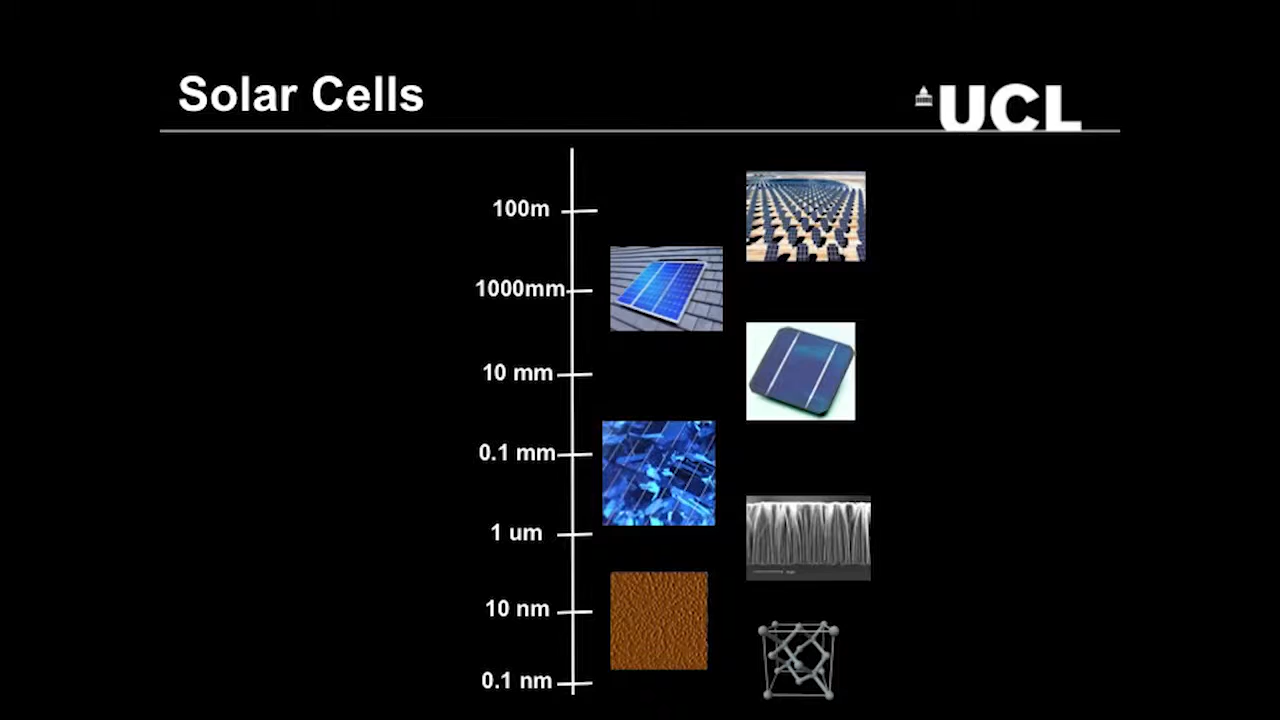 Solar Cells
UCL
100m
1000mm
10 mm
0.1 mm
1 um
10 nm
0.1 nm